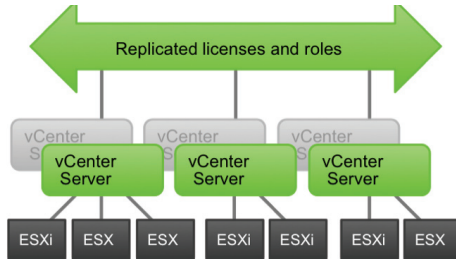 Replicated licenses and roles
vCenter
vCenter
vCenter
vCenter
Server
vCenter
Server
vCenter
Server
ESXi
ESX
ESX
ESXi
ESXi
ESXi
ESX